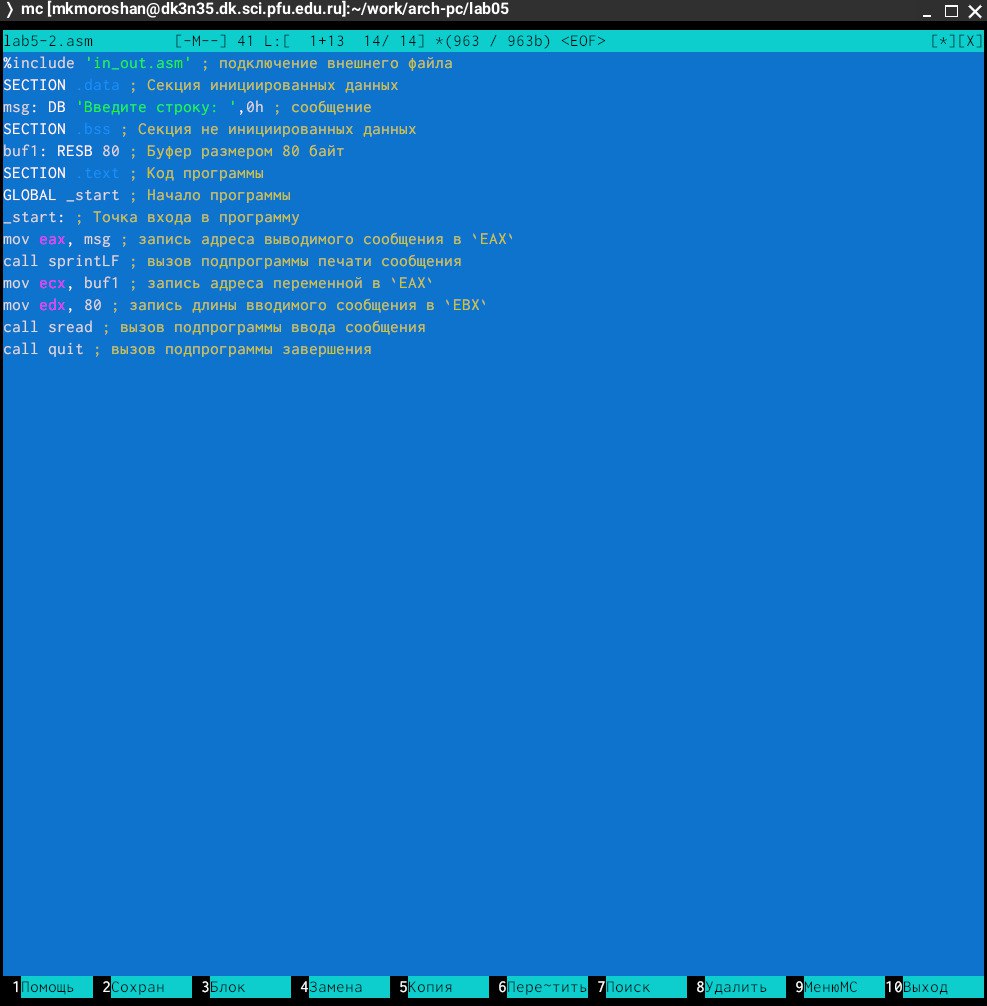 ❭ mc [mkmoroshan@dk3n35.dk.sci.pfu.edu.ru]:~/work/arch-pc/lab05
lab5-2.asm [-M--] 41 L:[ 1+13 14/ 14] *(963 / 963b) <EOF> [*][X]
%include 'in_out.asm' ; подключение внешнего файла
SECTION .data ; Секция инициированных данных
msg: DB 'Введите строку: ',0h ; сообщение
SECTION .bss ; Секция не инициированных данных
buf1: RESB 80 ; Буфер размером 80 байт
SECTION .text ; Код программы
GLOBAL _start ; Начало программы
_start: ; Точка входа в программу
mov eax, msg ; запись адреса выводимого сообщения в `EAX`
call sprintLF ; вызов подпрограммы печати сообщения
mov ecx, buf1 ; запись адреса переменной в `EAX`
mov edx, 80 ; запись длины вводимого сообщения в `EBX`
call sread ; вызов подпрограммы ввода сообщения
call quit ; вызов подпрограммы завершения
1Помощь 2Сохран 3Блок 4Замена 5Копия 6Пере~тить 7Поиск 8Удалить 9МенюMC 10Выход